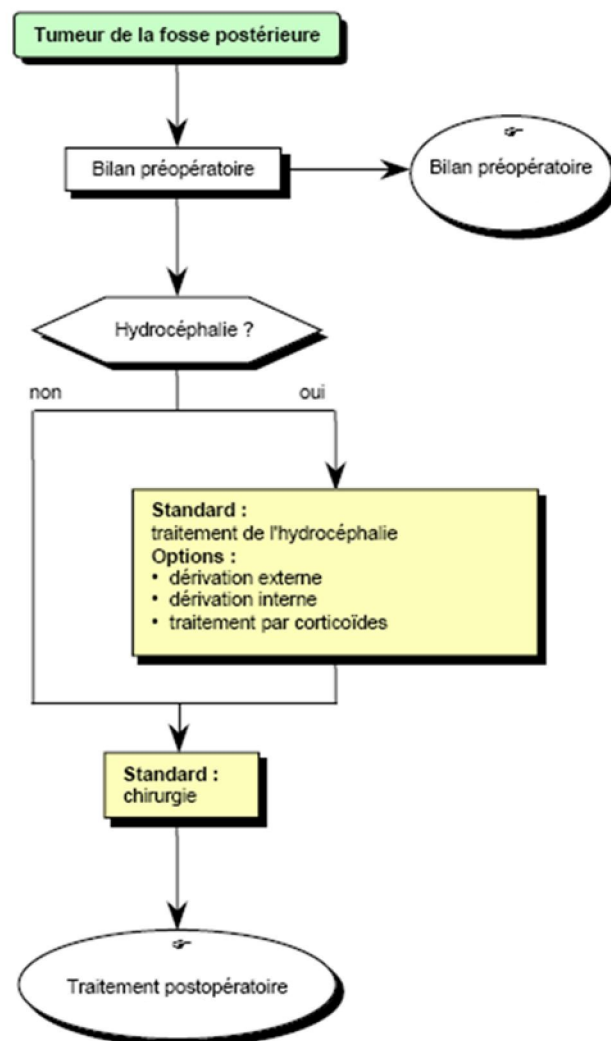 Tumeur de la fosse postérieure
Bilan préopératoire
☞
Bilan préopératoire
Hydrocéphalie ?
non
oui
Standard :
traitement de l'hydrocéphalie
Options :
• dérivation externe
• dérivation interne
• traitement par corticoïdes
Standard :
chirurgie
☞
Traitement postopératoire